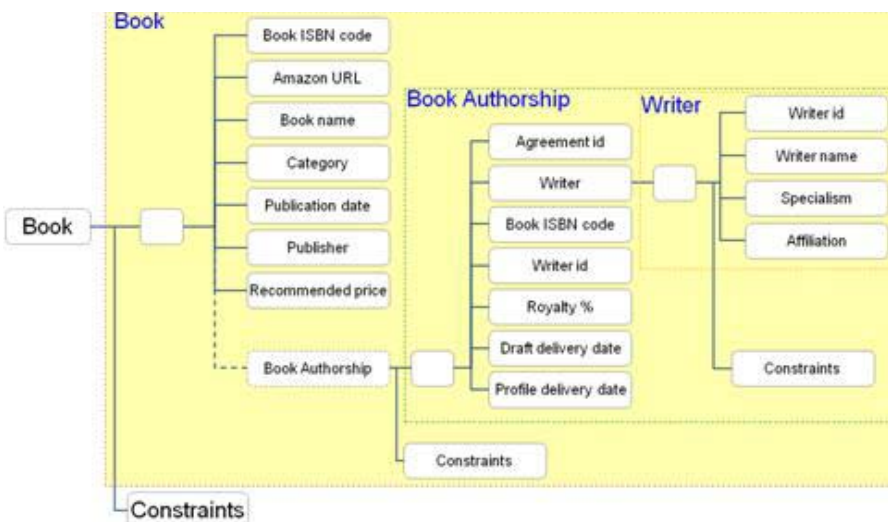 Book
Book ISBN code
Amazon URL
Book name
Category
Publication date
Publisher
Recommended price
Book Authorship
Book
Constraints
Book Authorship
Agreement id
Writer
Book ISBN code
Writer id
Royalty %
Draft delivery date
Profile delivery date
Constraints
Writer
Writer id
Writer name
Specialism
Affiliation
Constraints